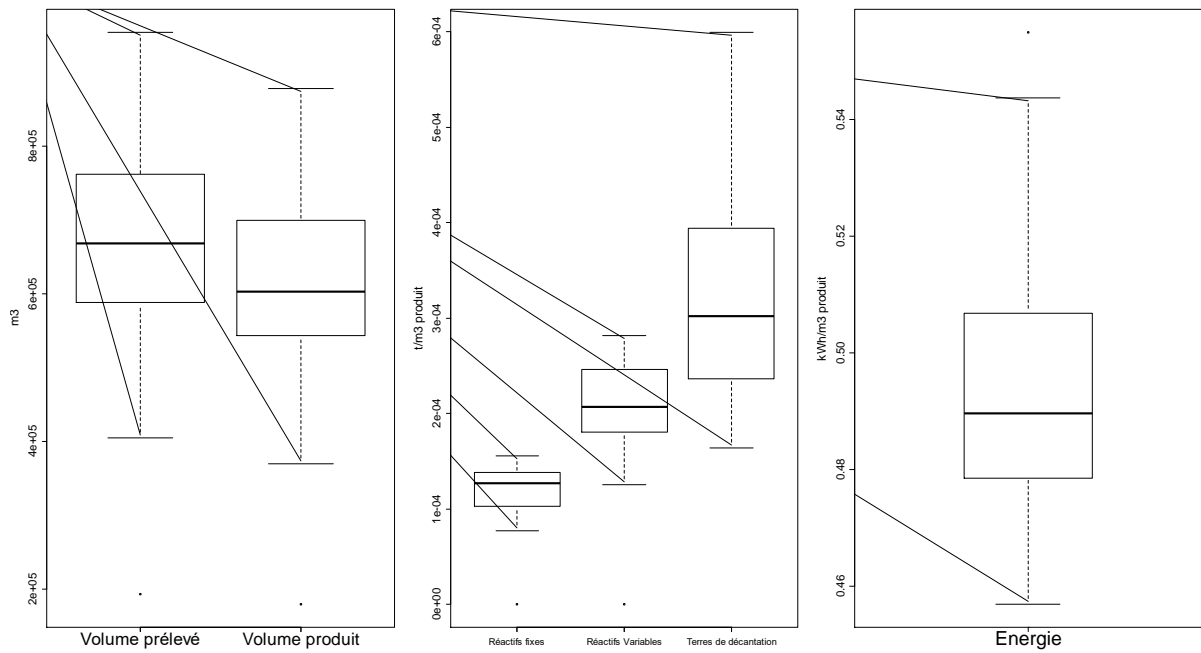 m3
8e+05
6e+05
4e+05
2e+05
Volume prélevé
Volume produit
t/m3 produit
6e-04
5e-04
4e-04
3e-04
2e-04
1e-04
0e+00
Réactifs fixes
Réactifs Variables
Terres de décantation
kWh/m3 produit
0.54
0.52
0.50
0.48
0.46
Energie